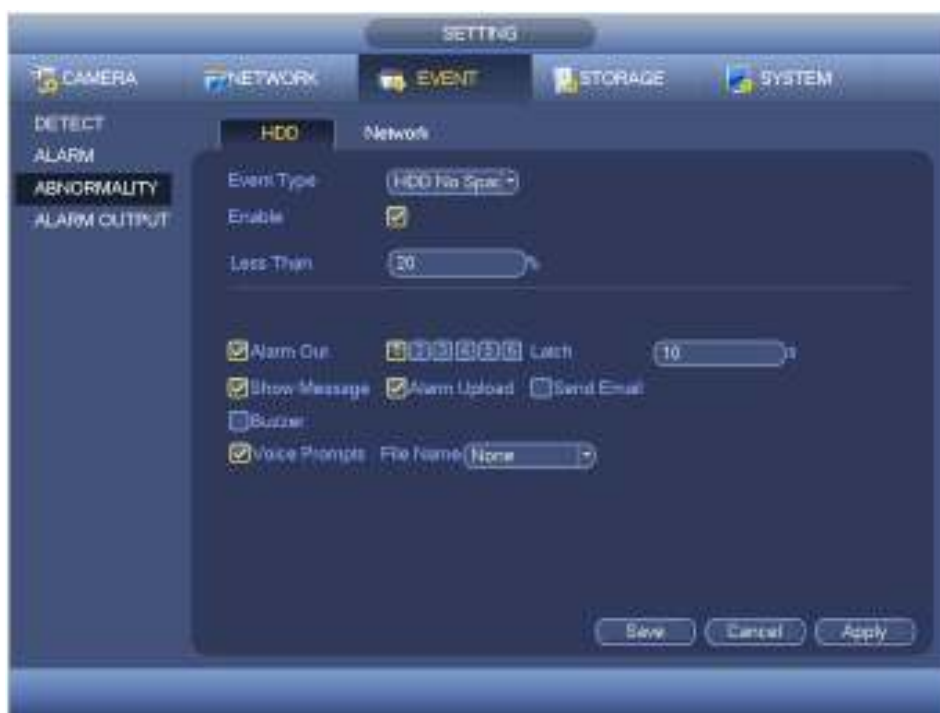 SETTING
CAMERA NETWORK EVENT STORAGE SYSTEM
DETECT
ALARM
ABNORMALITY
ALARM OUTPUT
HDD Network
Event Type HDD No Spac
Enable
Less Than 20 %
Alarm Out 1 2 3 4 5 6 Latch 10 s
Show Message Alarm Upload Send Email
Buzzer
Voice Prompts File Name None
Save Cancel Apply